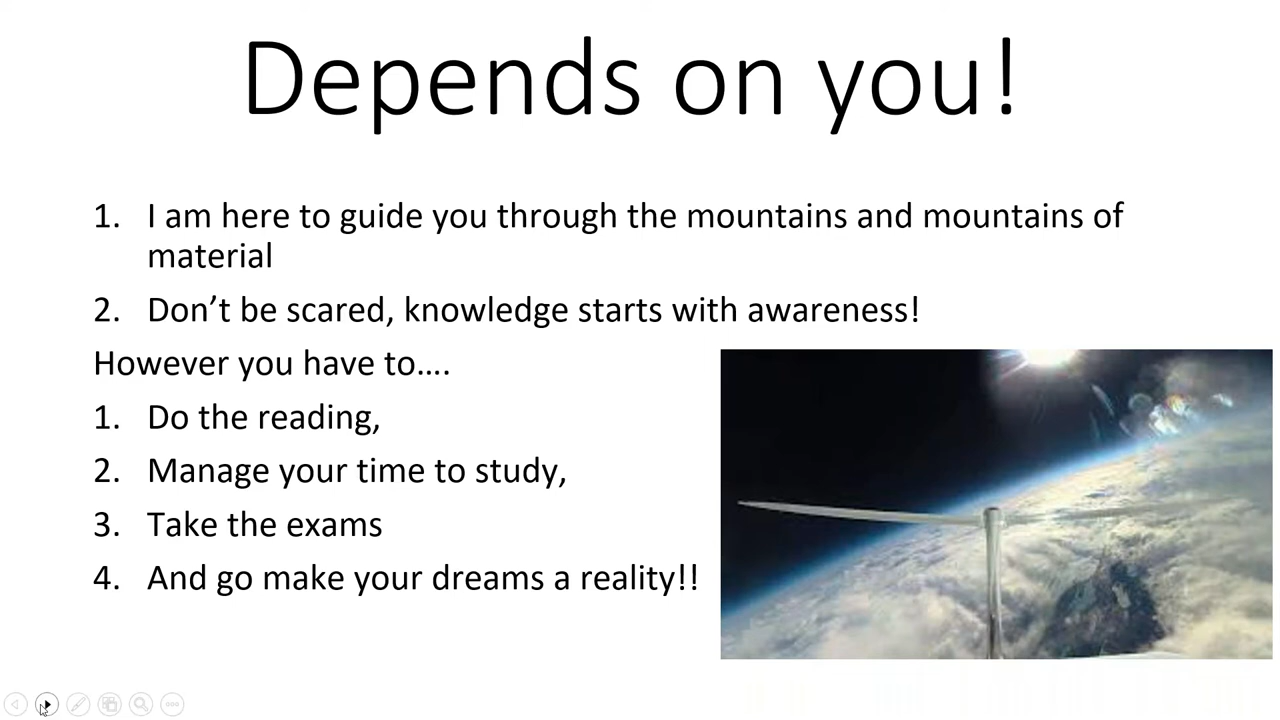 Depends on you!
1. I am here to guide you through the mountains and mountains of
material
2. Don’t be scared, knowledge starts with awareness!
However you have to….
1. Do the reading,
2. Manage your time to study,
3. Take the exams
4. And go make your dreams a reality!!